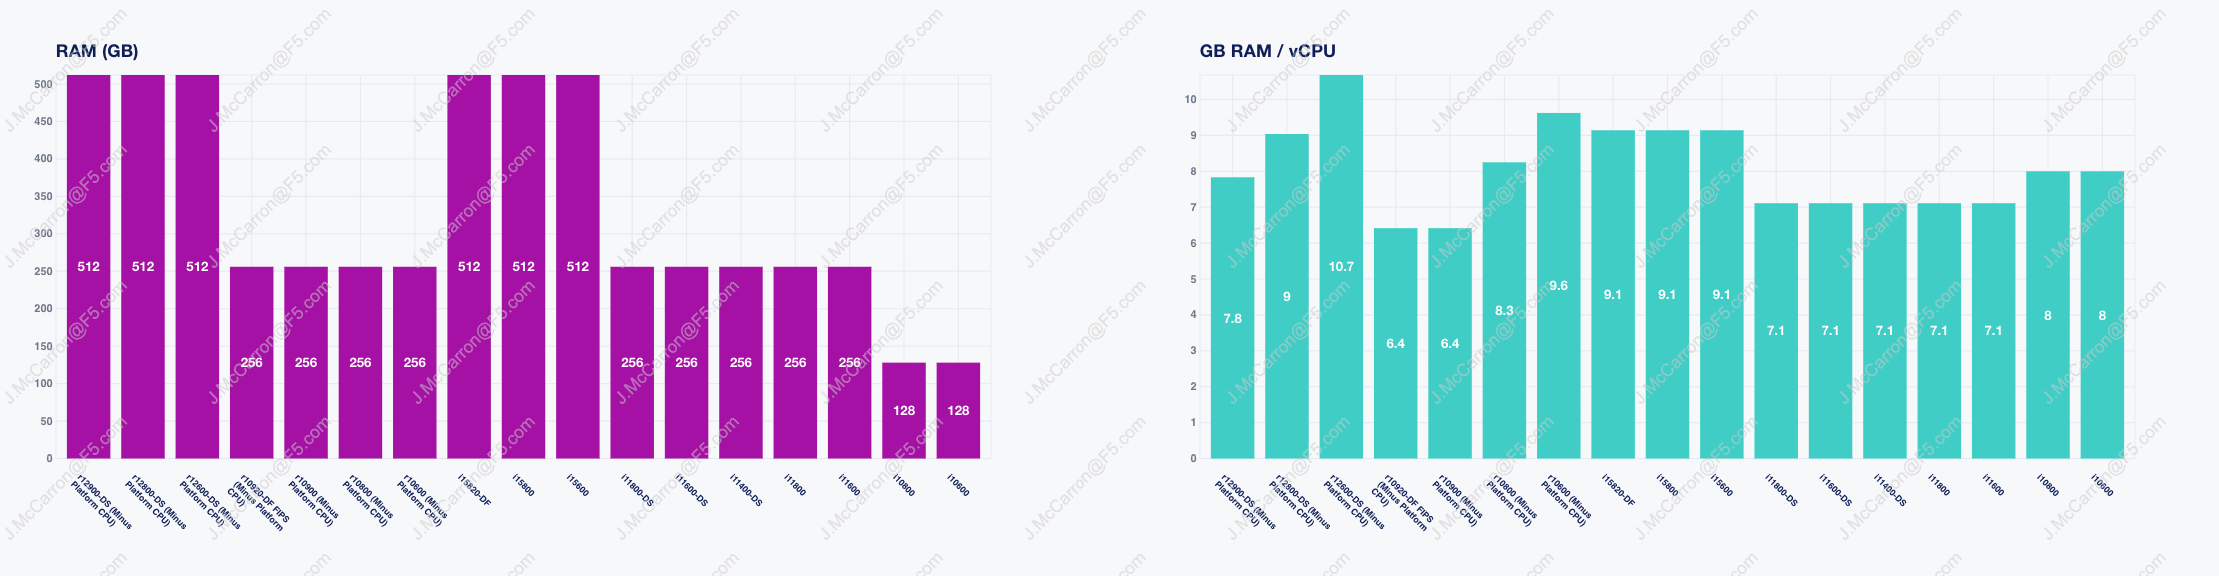 RAM (GB)
500
450
400
350
300
250
200
150
100
50
0
512
512
512
256
256
256
256
512
512
512
256
256
256
256
256
128
128
r12900-DS (Minus
Platform CPU)
r12800-DS (Minus
Platform CPU)
r12600-DS (Minus
Platform CPU)
r10920-DF FIPS
(Minus Platform
CPU)
r10900 (Minus
Platform CPU)
r10800 (Minus
Platform CPU)
r10600 (Minus
Platform CPU)
i15820-DF
i15800
i15600
i11800-DS
i11600-DS
i11400-DS
i11800
i11600
i10800
i10600
GB RAM / vCPU
10
9
8
7
6
5
4
3
2
1
0
7.8
9
10.7
6.4
6.4
8.3
9.6
9.1
9.1
9.1
7.1
7.1
7.1
7.1
7.1
8
8
r12900-DS (Minus
Platform CPU)
r12800-DS (Minus
Platform CPU)
r12600-DS (Minus
Platform CPU)
r10920-DF FIPS
(Minus Platform
CPU)
r10900 (Minus
Platform CPU)
r10800 (Minus
Platform CPU)
r10600 (Minus
Platform CPU)
i15820-DF
i15800
i15600
i11800-DS
i11600-DS
i11400-DS
i11800
i11600
i10800
i10600
J.McCarron@F5.com